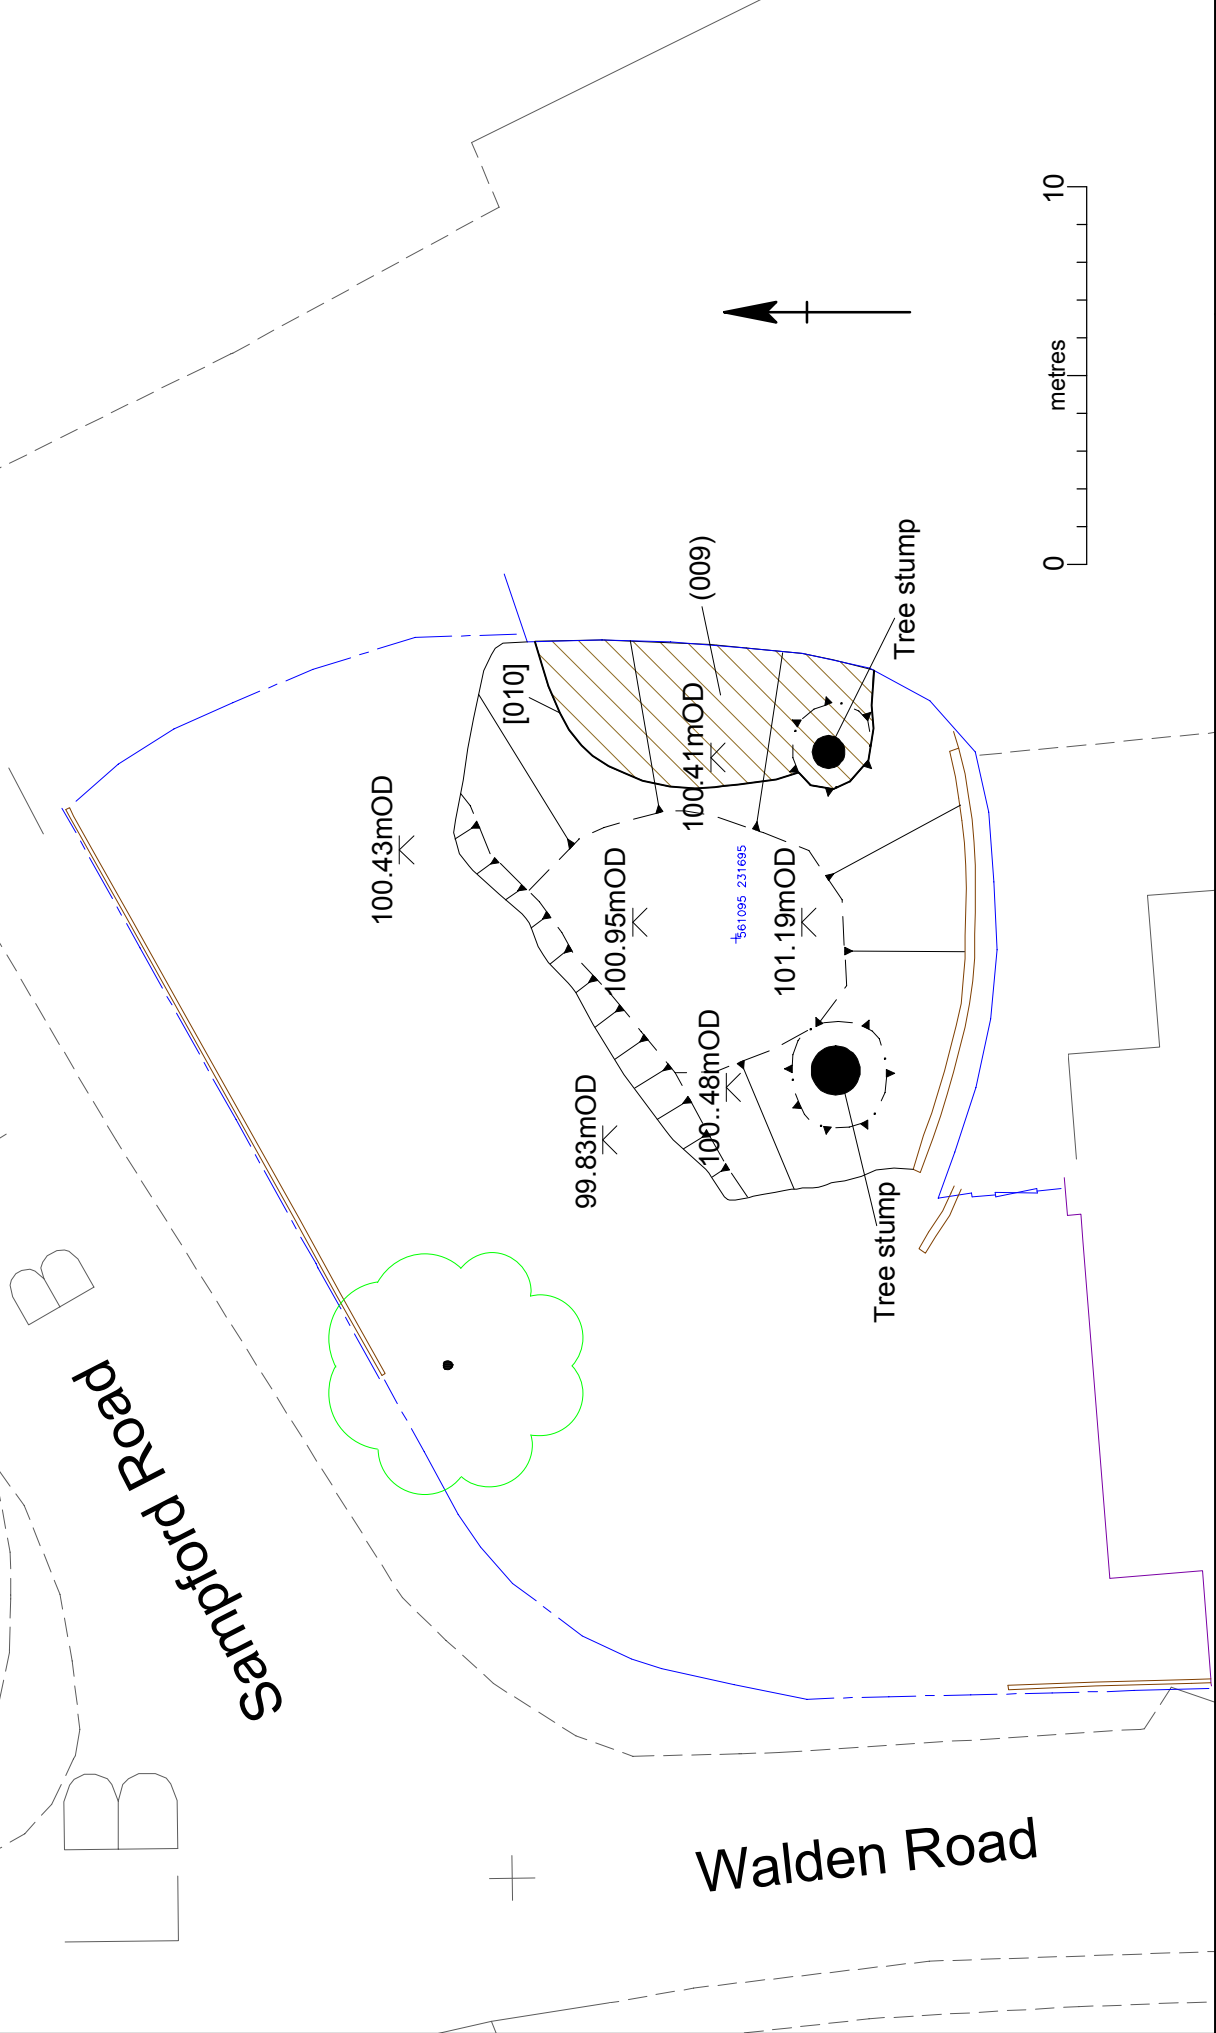 B
Sampford Road
LB
Walden Road
100.43mOD
[010]
(009)
100.41mOD
100.95mOD
561095 231695
101.19mOD
100..48mOD
99.83mOD
Tree stump
Tree stump
0
metres
10